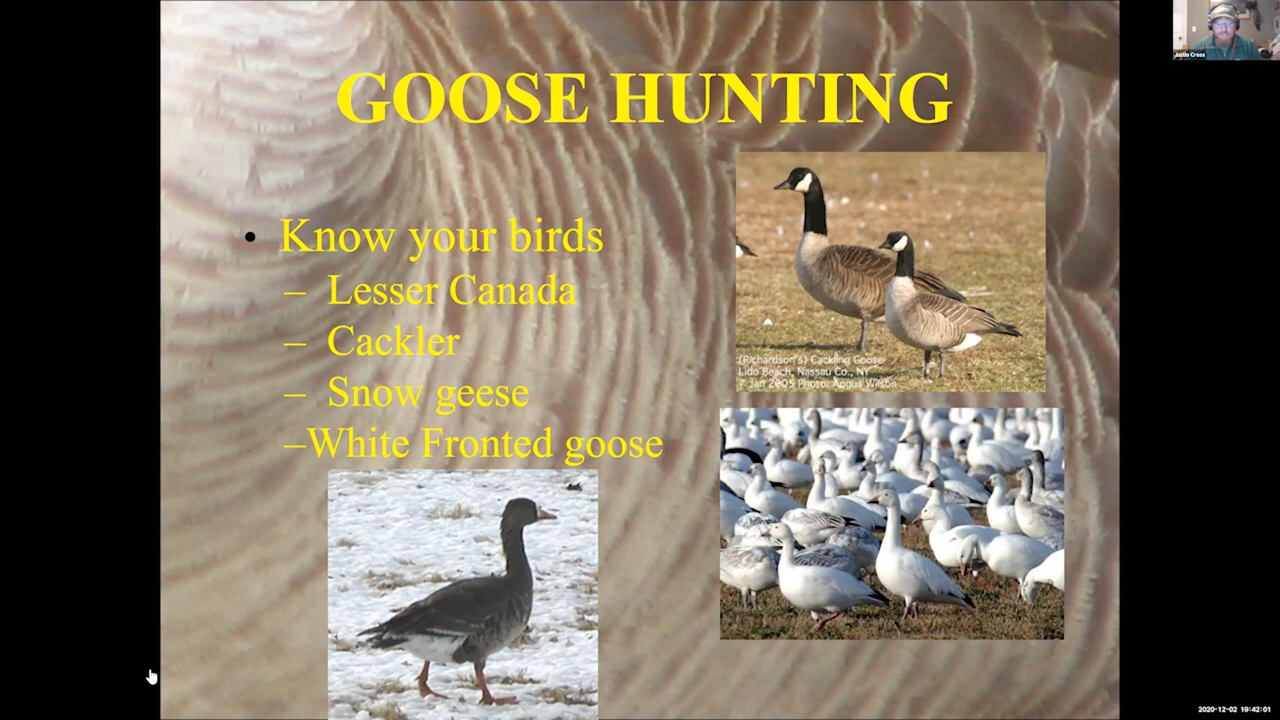 GOOSE HUNTING
• Know your birds
– Lesser Canada
– Cackler
– Snow geese
–White Fronted goose
(Richardson's) Cackling Goose
Lido Beach, Nassau Co., NY
7 Jan 2005 Photo: Angus Wilson
Justin Cross
2020-12-02 19:42:01